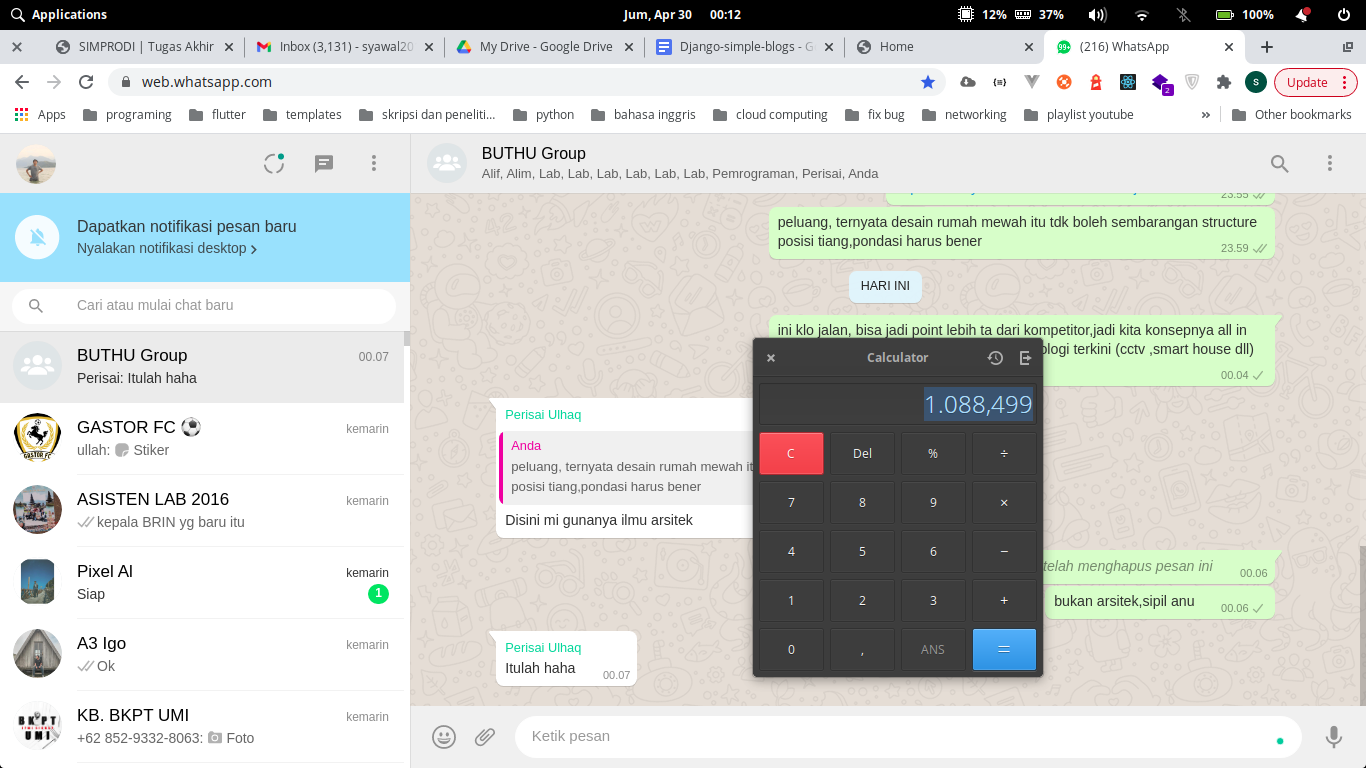 Applications
Jum, Apr 30 00:12
12% 37%
100%
SIMPRODI | Tugas Akhir
Inbox (3,131) - syawal20
My Drive - Google Drive
Django-simple-blogs - G
Home
(216) WhatsApp
web.whatsapp.com
2
S
Update
Apps
programing
flutter
templates
skripsi dan peneliti...
python
bahasa inggris
cloud computing
fix bug
networking
playlist youtube
»
Other bookmarks
BUTHU Group
Alif, Alim, Lab, Lab, Lab, Lab, Lab, Lab, Pemrograman, Perisai, Anda
Dapatkan notifikasi pesan baru
Nyalakan notifikasi desktop
Cari atau mulai chat baru
BUTHU Group 00.07
Perisai: Itulah haha
GASTOR FC ⚽ kemarin
ullah: Stiker
GASTOR FC
ASISTEN LAB 2016 kemarin
kepala BRIN yg baru itu
Pixel AI kemarin
Siap 1
A3 Igo kemarin
Ok
KB. BKPT UMI kemarin
+62 852-9332-8063: Foto
BKPT
UMI
23.55
peluang, ternyata desain rumah mewah itu tdk boleh sembarangan structure
posisi tiang,pondasi harus bener
23.59
HARI INI
ini klo jalan, bisa jadi point lebih ta dari kompetitor,jadi kita konsepnya all in
ologi terkini (cctv ,smart house dll)
00.04
Perisai Ulhaq
Anda
peluang, ternyata desain rumah mewah it
posisi tiang,pondasi harus bener
Disini mi gunanya ilmu arsitek
telah menghapus pesan ini 00.06
bukan arsitek,sipil anu 00.06
Perisai Ulhaq
Itulah haha 00.07
Ketik pesan
Calculator
1.088,499
C Del % ÷
7 8 9 ×
4 5 6 −
1 2 3 +
0 , ANS =